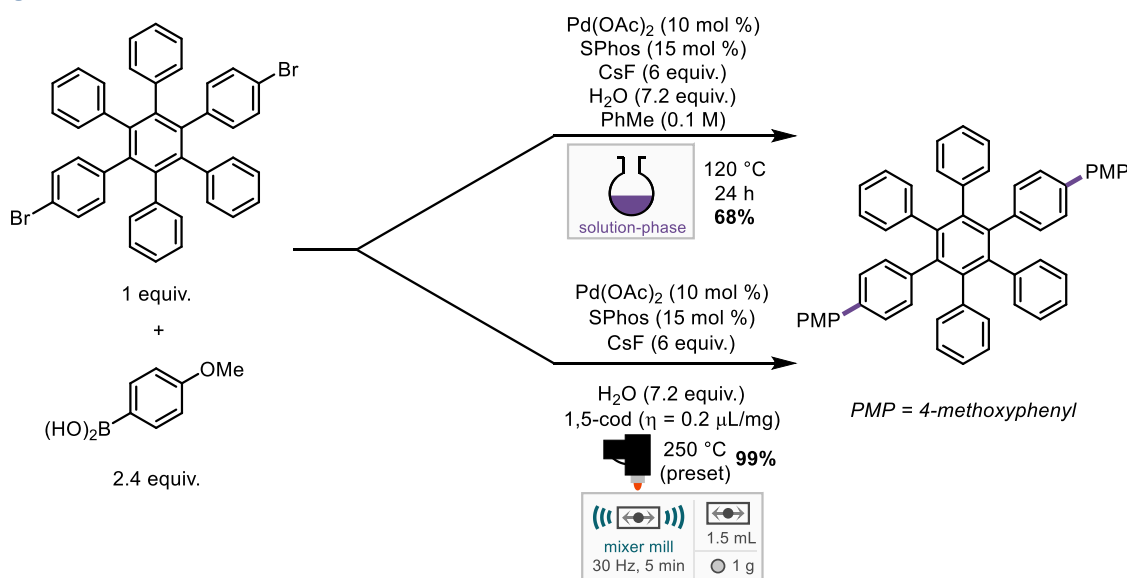 Br
Br
1 equiv.
+
OMe
(HO)₂B
2.4 equiv.
Pd(OAc)₂ (10 mol %)
SPhos (15 mol %)
CsF (6 equiv.)
H₂O (7.2 equiv.)
PhMe (0.1 M)
solution-phase
120 °C
24 h
68%
Pd(OAc)₂ (10 mol %)
SPhos (15 mol %)
CsF (6 equiv.)
H₂O (7.2 equiv.)
1,5-cod (η = 0.2 μL/mg)
250 °C
(preset)
99%
mixer mill
30 Hz, 5 min
1.5 mL
1 g
PMP
PMP
PMP = 4-methoxyphenyl